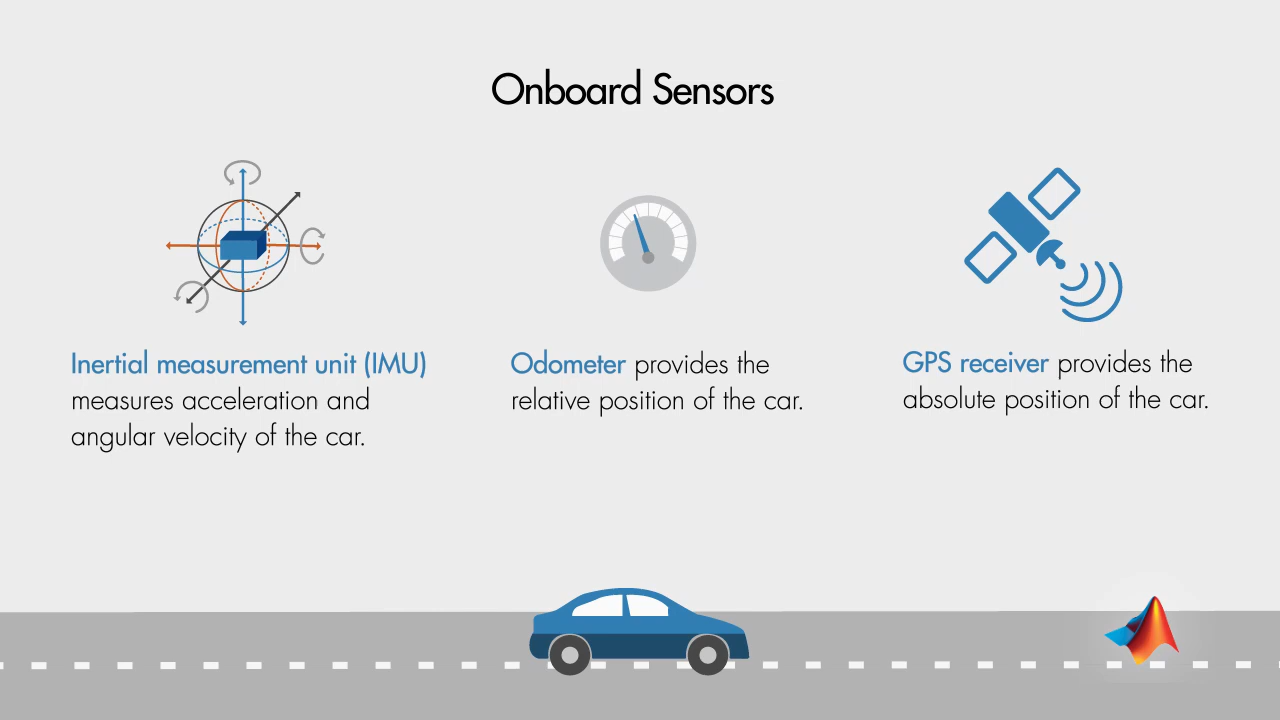 Onboard Sensors
Inertial measurement unit (IMU)
measures acceleration and
angular velocity of the car.
Odometer provides the
relative position of the car.
GPS receiver provides the
absolute position of the car.